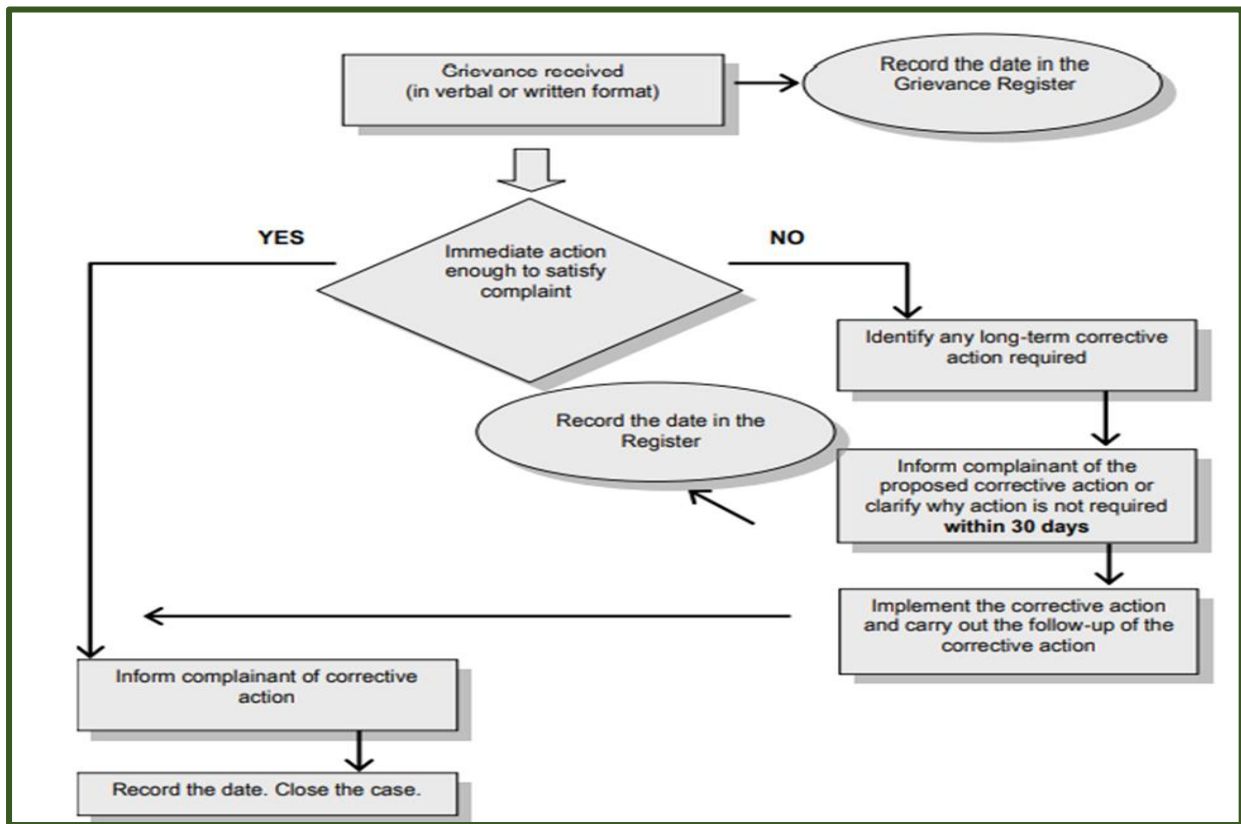 Grievance received
(in verbal or written format)
Record the date in the
Grievance Register
YES
NO
Immediate action
enough to satisfy
complaint
Identify any long-term corrective
action required
Record the date in the
Register
Inform complainant of the
proposed corrective action or
clarify why action is not required
within 30 days
Implement the corrective action
and carry out the follow-up of the
corrective action
Inform complainant of corrective
action
Record the date. Close the case.